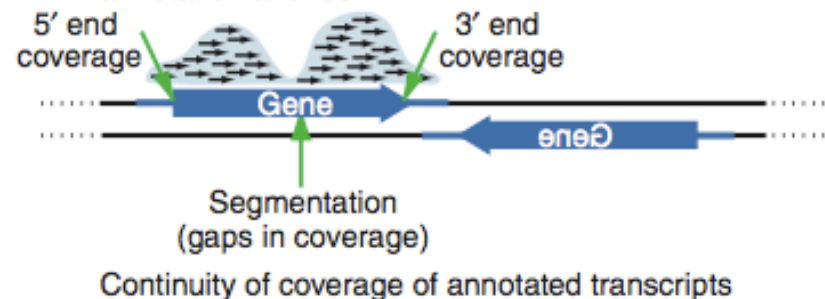 5′ end
coverage
3′ end
coverage
Gene
Gene
Segmentation
(gaps in coverage)
Continuity of coverage of annotated transcripts